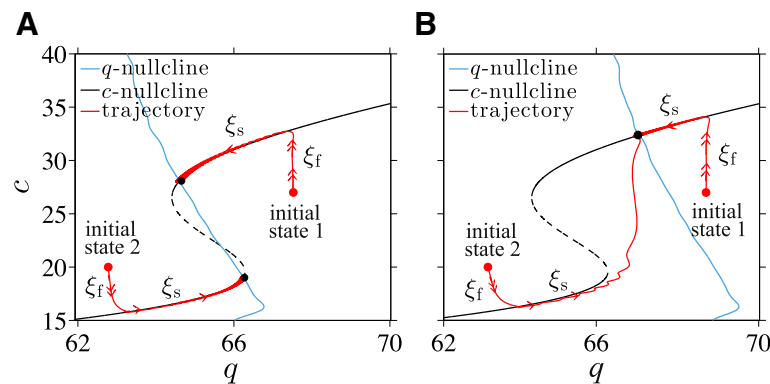 A
40
35
30
25
20
15
c
q-nullcline
c-nullcline
trajectory
ξs
ξf
initial
state 1
initial
state 2
ξf
ξs
62
66
70
q
B
q-nullcline
c-nullcline
trajectory
ξs
ξf
initial
state 1
initial
state 2
ξf
ξs
62
66
70
q